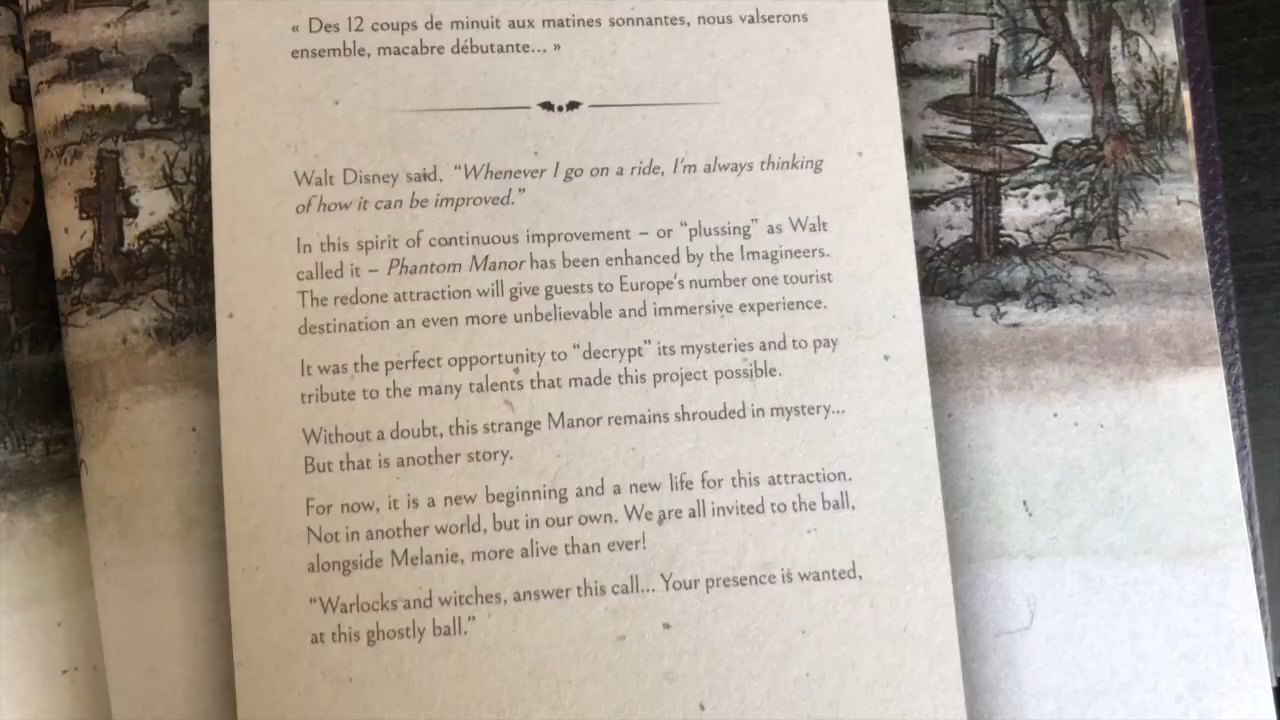 « Des 12 coups de minuit aux matines sonnantes, nous valserons
ensemble, macabre débutante... »
Walt Disney said, “Whenever I go on a ride, I’m always thinking
of how it can be improved.”
In this spirit of continuous improvement – or “plussing” as Walt
called it – Phantom Manor has been enhanced by the Imagineers.
The redone attraction will give guests to Europe’s number one tourist
destination an even more unbelievable and immersive experience.
It was the perfect opportunity to “decrypt” its mysteries and to pay
tribute to the many talents that made this project possible.
Without a doubt, this strange Manor remains shrouded in mystery...
But that is another story.
For now, it is a new beginning and a new life for this attraction.
Not in another world, but in our own. We are all invited to the ball,
alongside Melanie, more alive than ever!
“Warlocks and witches, answer this call... Your presence is wanted,
at this ghostly ball.”